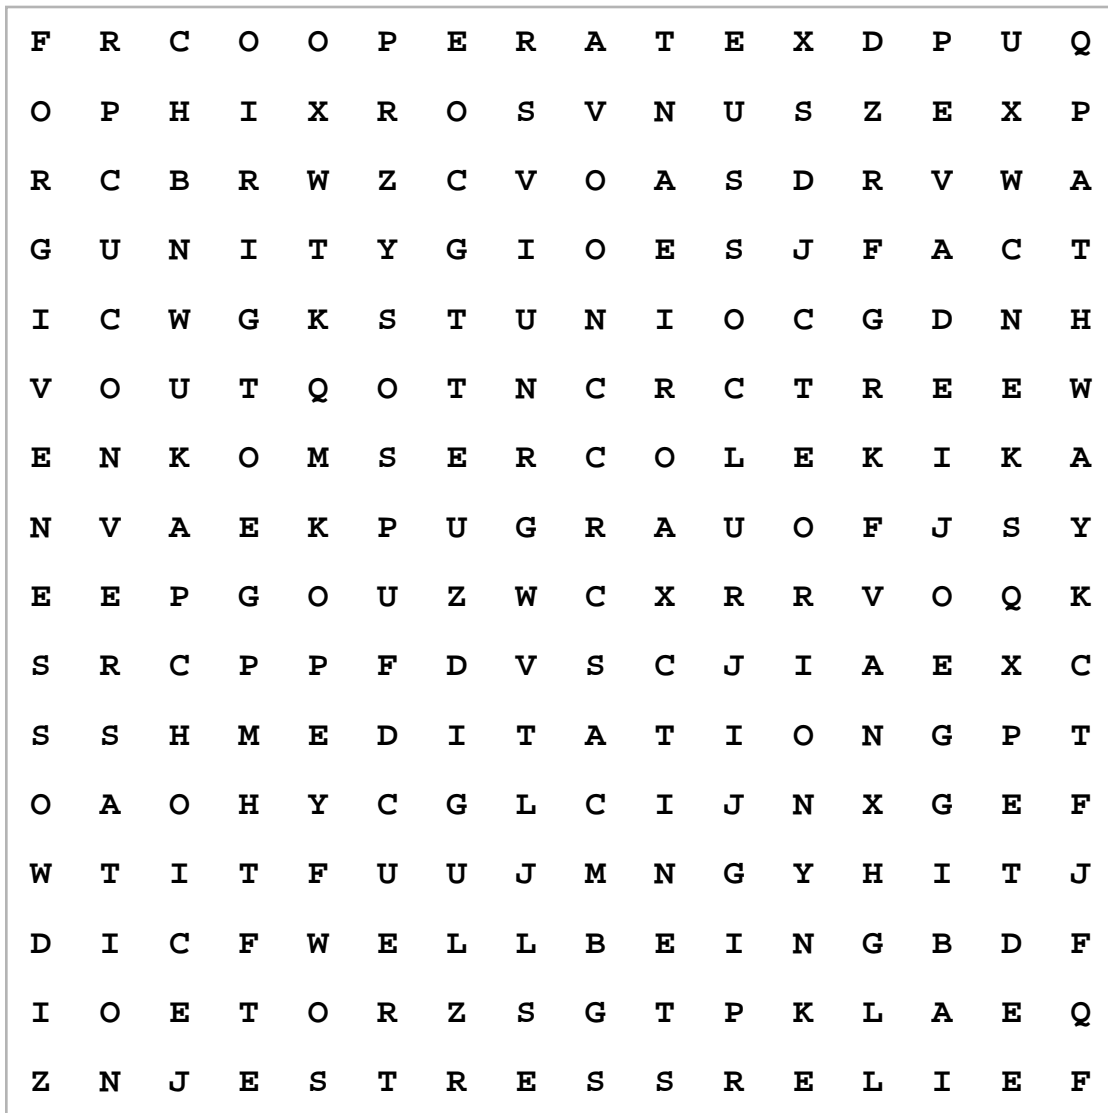 F R C O O P E R A T E X D P U Q
O P H I X R O S V N U S Z E X P
R C B R W Z C V O A S D R V W A
G U N I T Y G I O E S J F A C T
I C W G K S T U N I O C G D N H
V O U T Q O T N C R C T R E E W
E N K O M S E R C O L E K I K A
N V A E K P U G R A U O F J S Y
E E P G O U Z W C X R R V O Q K
S R C P P F D V S C J I A E X C
S S H M E D I T A T I O N G P T
O A O H Y C G L C I J N X G E F
W T I T F U U J M N G Y H I T J
D I C F W E L L B E I N G B D F
I O E T O R Z S G T P K L A E Q
Z N J E S T R E S S R E L I E F